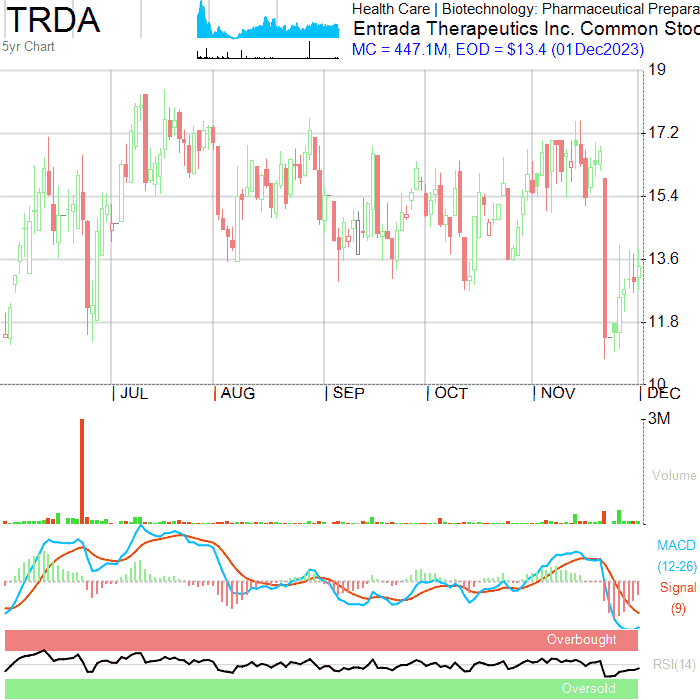 TRDA
5yr Chart
Health Care | Biotechnology: Pharmaceutical Prepara
Entrada Therapeutics Inc. Common Stoc
MC = 447.1M, EOD = $13.4 (01Dec2023)
19
17.2
15.4
13.6
11.8
10
JUL AUG SEP OCT NOV DEC
3M
Volume
MACD
(12-26)
Signal
(9)
Overbought
RSI(14)
Oversold